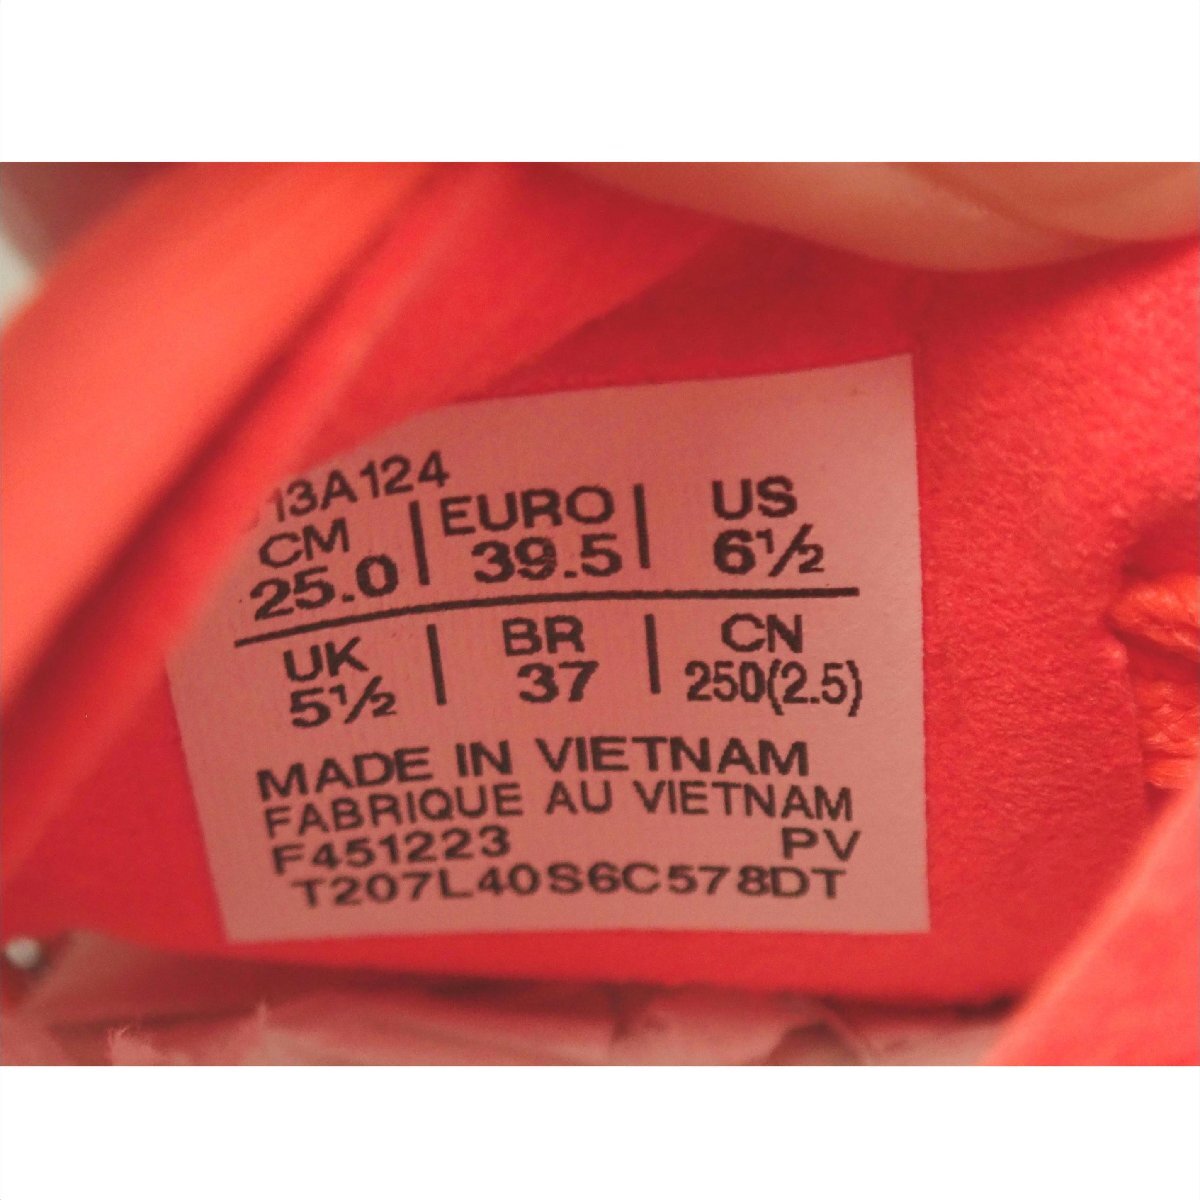 13A124
CM | EURO | US
25.0 | 39.5 | 6½
UK | BR | CN
5½ | 37 | 250(2.5)
MADE IN VIETNAM
FABRIQUE AU VIETNAM
F451223 PV
T207L40S6C578DT